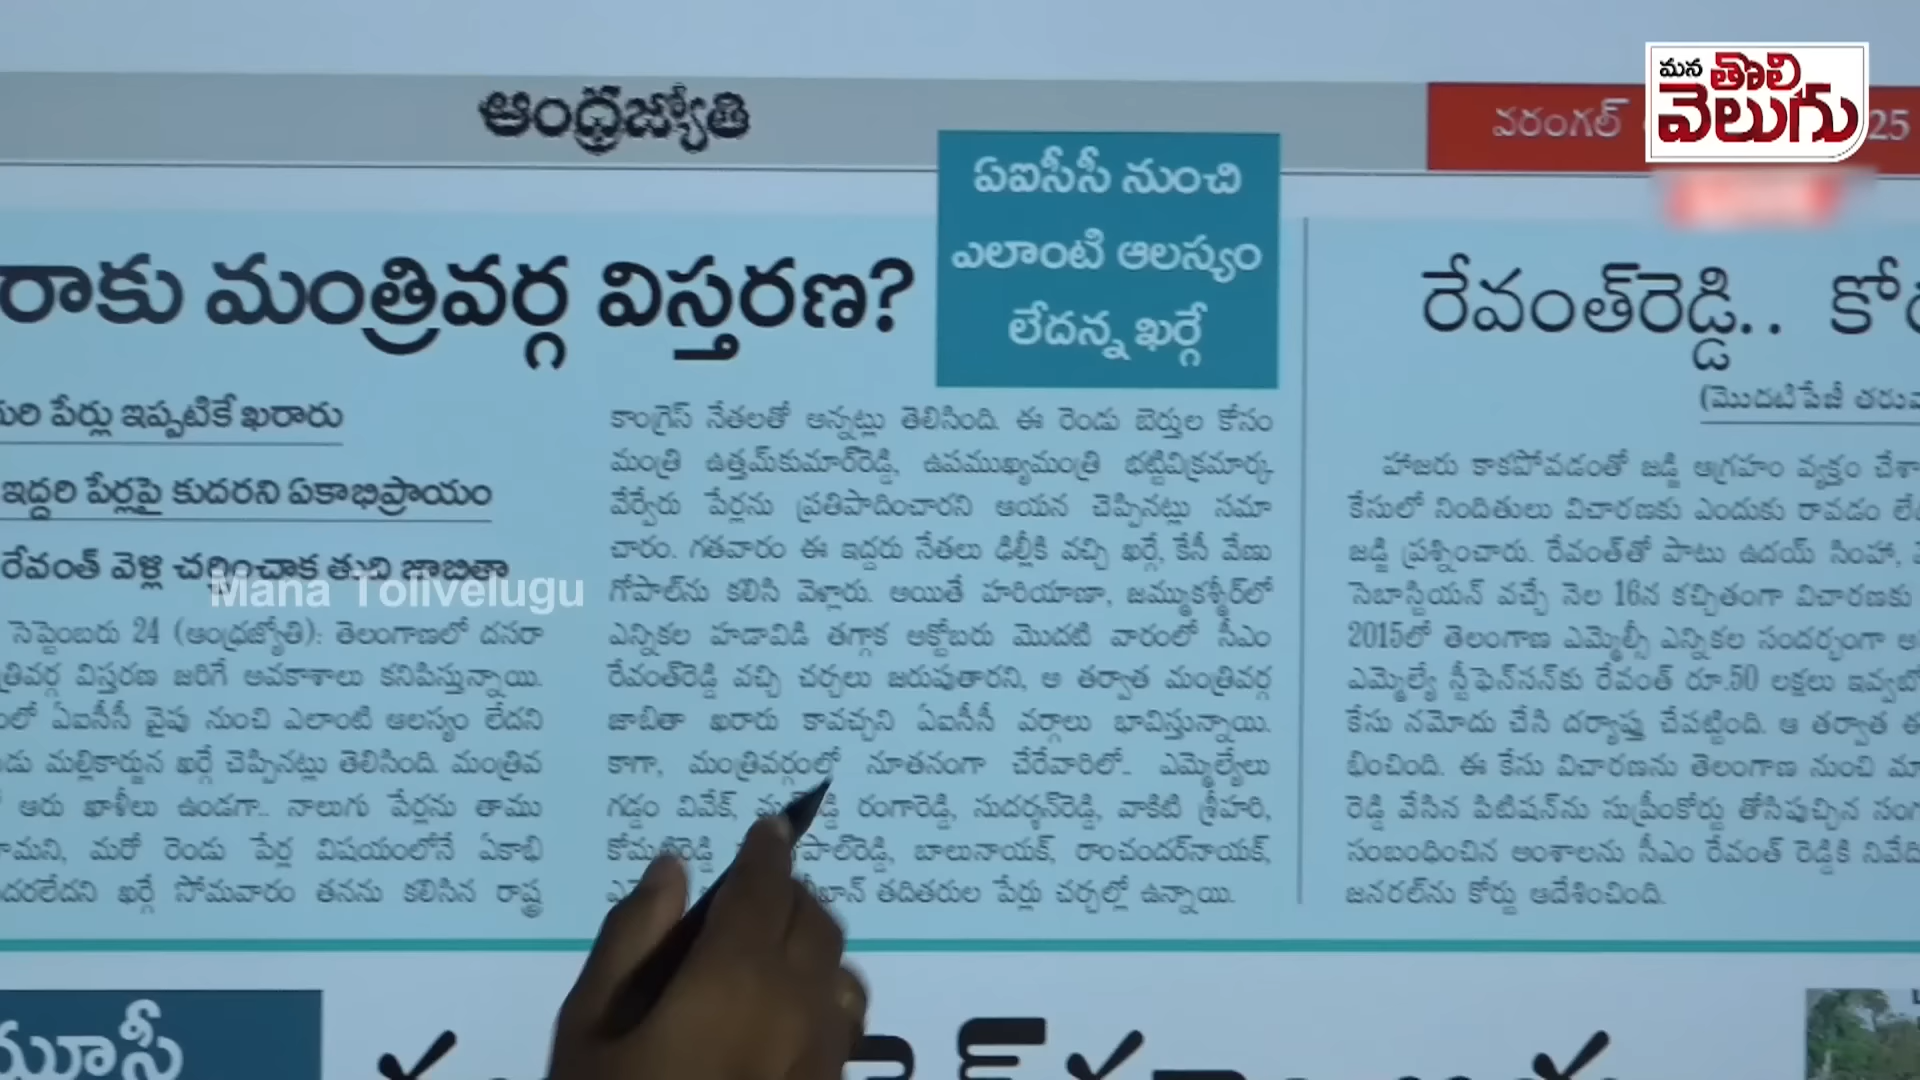 మన
తొలి
వెలుగు
ఆంధ్రజ్యోతి
వరంగల్
25
రాకు మంత్రివర్గ విస్తరణ?
ఏఐసీసీ నుంచి
ఎలాంటి ఆలస్యం
లేదన్న ఖర్గే
పేర్లు ఇప్పటికే ఖరారు
ఇద్దరి పేర్లపై కుదరని ఏకాభిప్రాయం
రేవంత్ వెళ్లి చర్చించాక తుది జాబితా
Mana Tolivelugu
సెప్టెంబరు 24 (ఆంధ్రజ్యోతి): తెలంగాణలో దసరా
విస్తరణ జరిగే అవకాశాలు కనిపిస్తున్నాయి.
ఏఐసీసీ వైపు నుంచి ఎలాంటి ఆలస్యం లేదని
మల్లికార్జున ఖర్గే చెప్పినట్లు తెలిసింది. మంత్రివ
ఆరు ఖాళీలు ఉండగా.. నాలుగు పేర్లను తాము
మరో రెండు పేర్ల విషయంలోనే ఏకాభి
ఖర్గే సోమవారం తనను కలిసిన రాష్ట్ర
కాంగ్రెస్ నేతలతో అన్నట్లు తెలిసింది. ఈ రెండు బెర్తుల కోసం
మంత్రి ఉత్తమ్‌కుమార్‌రెడ్డి, ఉపముఖ్యమంత్రి భట్టివిక్రమార్క
వేర్వేరు పేర్లను ప్రతిపాదించారని ఆయన చెప్పినట్లు సమా
చారం. గతవారం ఈ ఇద్దరు నేతలు ఢిల్లీకి వచ్చి ఖర్గే, కేసీ వేణు
గోపాల్‌ను కలిసి వెళ్లారు. అయితే హరియాణా, జమ్ముకశ్మీర్‌లో
ఎన్నికల హడావిడి తగ్గాక అక్టోబరు మొదటి వారంలో సీఎం
రేవంత్‌రెడ్డి వచ్చి చర్చలు జరుపుతారని, ఆ తర్వాత మంత్రివర్గ
జాబితా ఖరారు కావచ్చని ఏఐసీసీ వర్గాలు భావిస్తున్నాయి.
కాగా, మంత్రివర్గంలో నూతనంగా చేరేవారిలో.. ఎమ్మెల్యేలు
గడ్డం వివేక్, రంగారెడ్డి, సుదర్శన్‌రెడ్డి, వాకిటి శ్రీహరి,
బాలునాయక్, రాంచందర్‌నాయక్,
తదితరుల పేర్లు చర్చల్లో ఉన్నాయి.
రేవంత్‌రెడ్డి..
(మొదటిపేజీ
హాజరు కాకపోవడంతో జడ్జి ఆగ్రహం వ్యక్తం
కేసులో నిందితులు విచారణకు ఎందుకు రావడం
జడ్జి ప్రశ్నించారు. రేవంత్‌తో పాటు ఉదయ్ సింహా,
సెబాస్టియన్ వచ్చే నెల 16న కచ్చితంగా విచారణకు
2015లో తెలంగాణ ఎమ్మెల్సీ ఎన్నికల సందర్భంగా
ఎమ్మెల్యే స్టీఫెన్‌సన్‌కు రేవంత్ రూ.50 లక్షలు
కేసు నమోదు చేసి దర్యాప్తు చేపట్టింది. ఆ తర్వాత
భించింది. ఈ కేసు విచారణను తెలంగాణ నుంచి
రెడ్డి వేసిన పిటిషన్‌ను సుప్రీంకోర్టు తోసిపుచ్చిన
సంబంధించిన అంశాలను సీఎం రేవంత్ రెడ్డికి
జనరల్‌ను కోర్టు ఆదేశించింది.
మూసీ